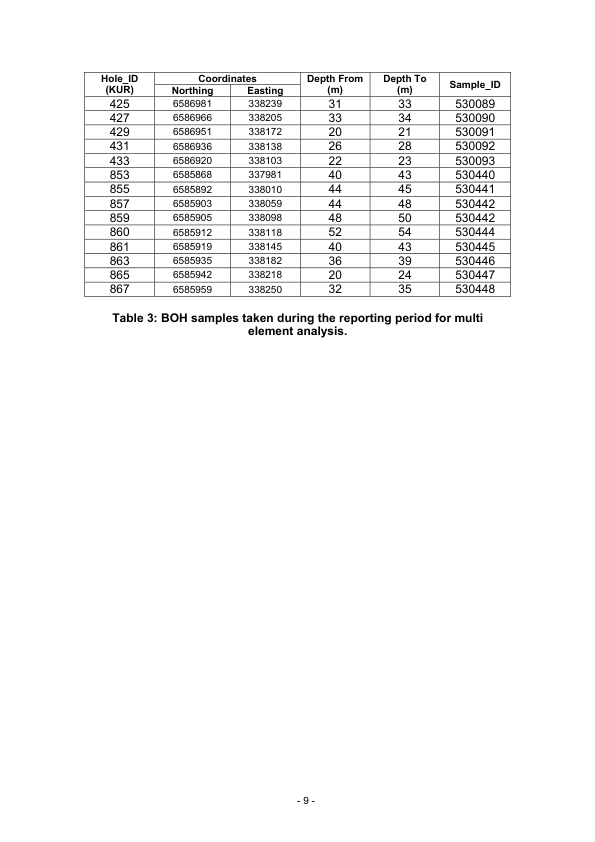 Hole_ID (KUR) Coordinates Depth From (m) Depth To (m) Sample_ID
Northing Easting
425 6586981 338239 31 33 530089
427 6586966 338205 33 34 530090
429 6586951 338172 20 21 530091
431 6586936 338138 26 28 530092
433 6586920 338103 22 23 530093
853 6585868 337981 40 43 530440
855 6585892 338010 44 45 530441
857 6585903 338059 44 48 530442
859 6585905 338098 48 50 530442
860 6585912 338118 52 54 530444
861 6585919 338145 40 43 530445
863 6585935 338182 36 39 530446
865 6585942 338218 20 24 530447
867 6585959 338250 32 35 530448
Table 3: BOH samples taken during the reporting period for multi
element analysis.
- 9 -